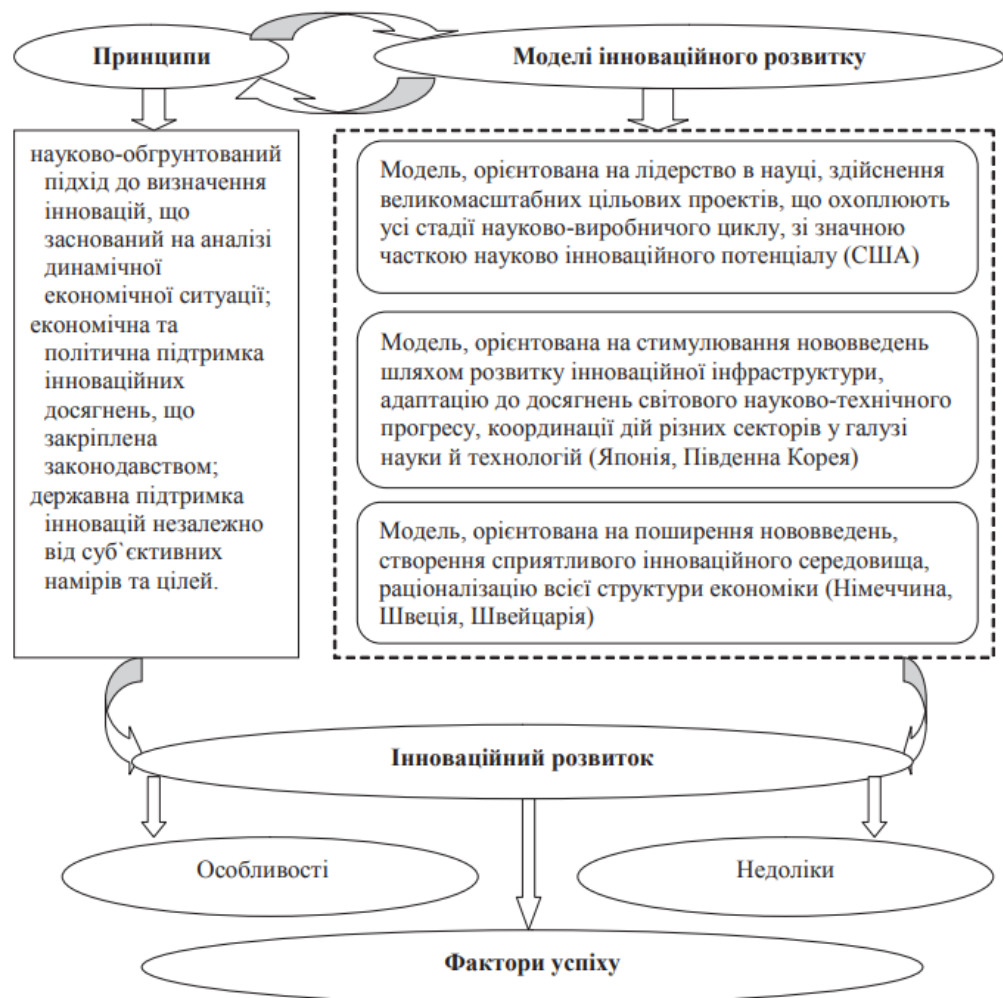 Принципи
Моделі інноваційного розвитку
науково-обгрунтований
підхід до визначення
інновацій, що
заснований на аналізі
динамічної
економічної ситуації;
економічна та
політична підтримка
інноваційних
досягнень, що
закріплена
законодавством;
державна підтримка
інновацій незалежно
від суб`єктивних
намірів та цілей.
Модель, орієнтована на лідерство в науці, здійснення
великомасштабних цільових проектів, що охоплюють
усі стадії науково-виробничого циклу, зі значною
часткою науково інноваційного потенціалу (США)
Модель, орієнтована на стимулювання нововведень
шляхом розвитку інноваційної інфраструктури,
адаптацію до досягнень світового науково-технічного
прогресу, координації дій різних секторів у галузі
науки й технологій (Японія, Південна Корея)
Модель, орієнтована на поширення нововведень,
створення сприятливого інноваційного середовища,
раціоналізацію всієї структури економіки (Німеччина,
Швеція, Швейцарія)
Інноваційний розвиток
Особливості
Недоліки
Фактори успіху